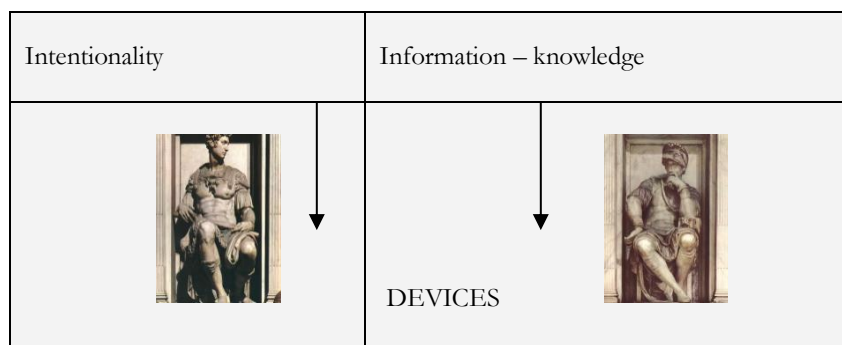 Intentionality
Information – knowledge
DEVICES